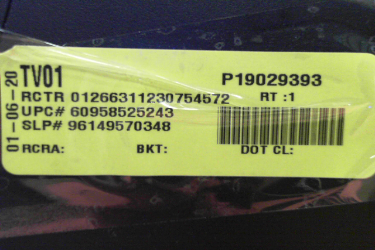 01-06-20
TV01 P19029393
RCTR 01266311230754572 RT :1
UPC# 60958525243
SLP# 96149570348
RCRA: BKT: DOT CL: